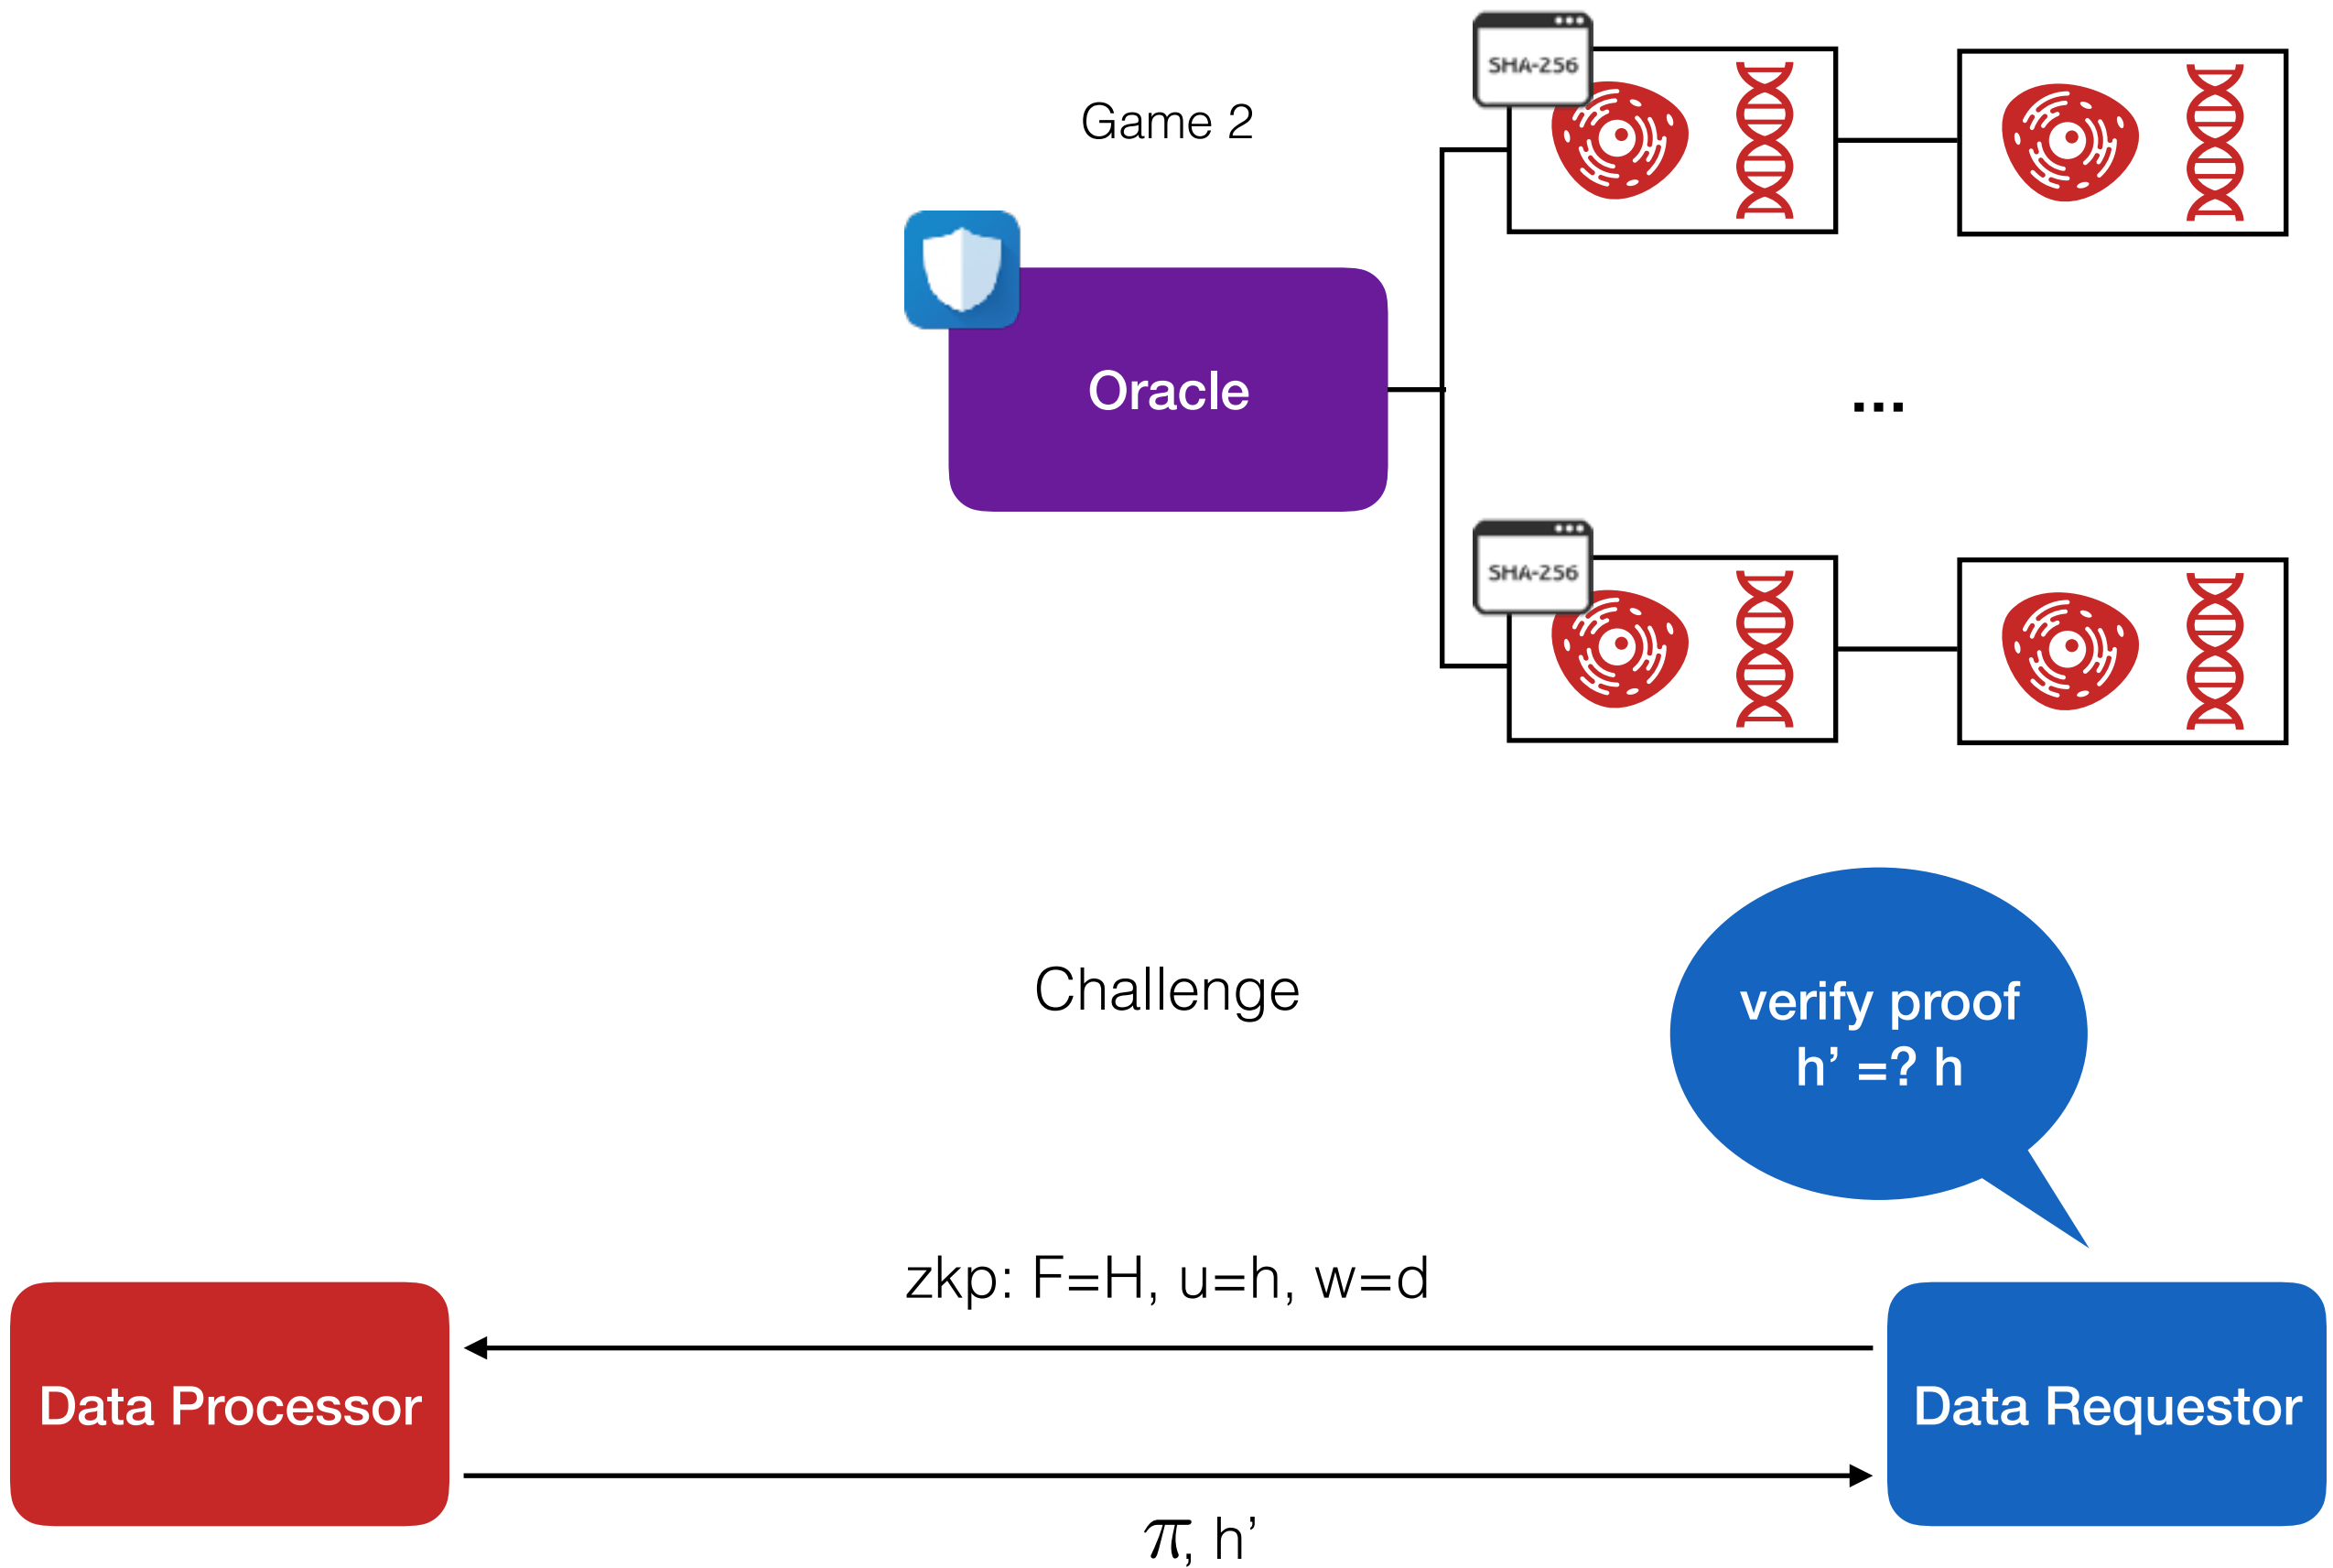 SHA-256
Game 2
Oracle
...
SHA-256
Challenge
verify proof
h’ =? h
zkp: F=H, u=h, w=d
Data Processor
Data Requestor
π, h’